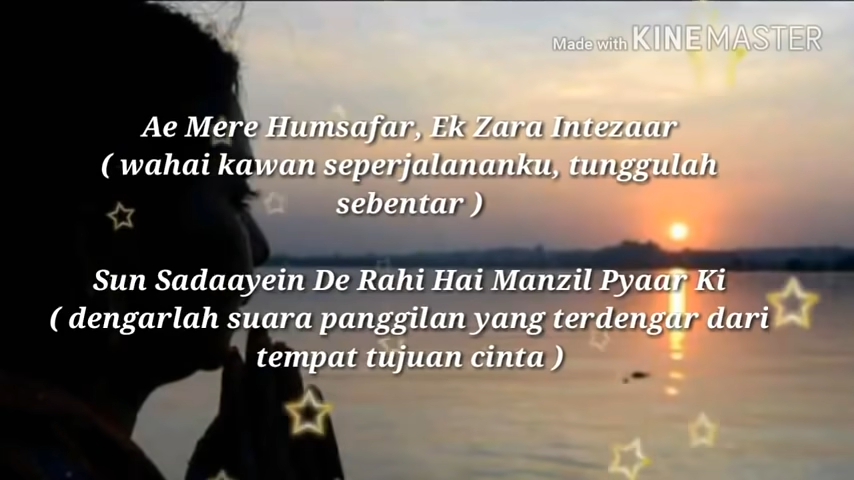 Made with KINEMASTER
Ae Mere Humsafar, Ek Zara Intezaar
( wahai kawan seperjalananku, tunggulah
sebentar )
Sun Sadaayein De Rahi Hai Manzil Pyaar Ki
( dengarlah suara panggilan yang terdengar dari
tempat tujuan cinta )